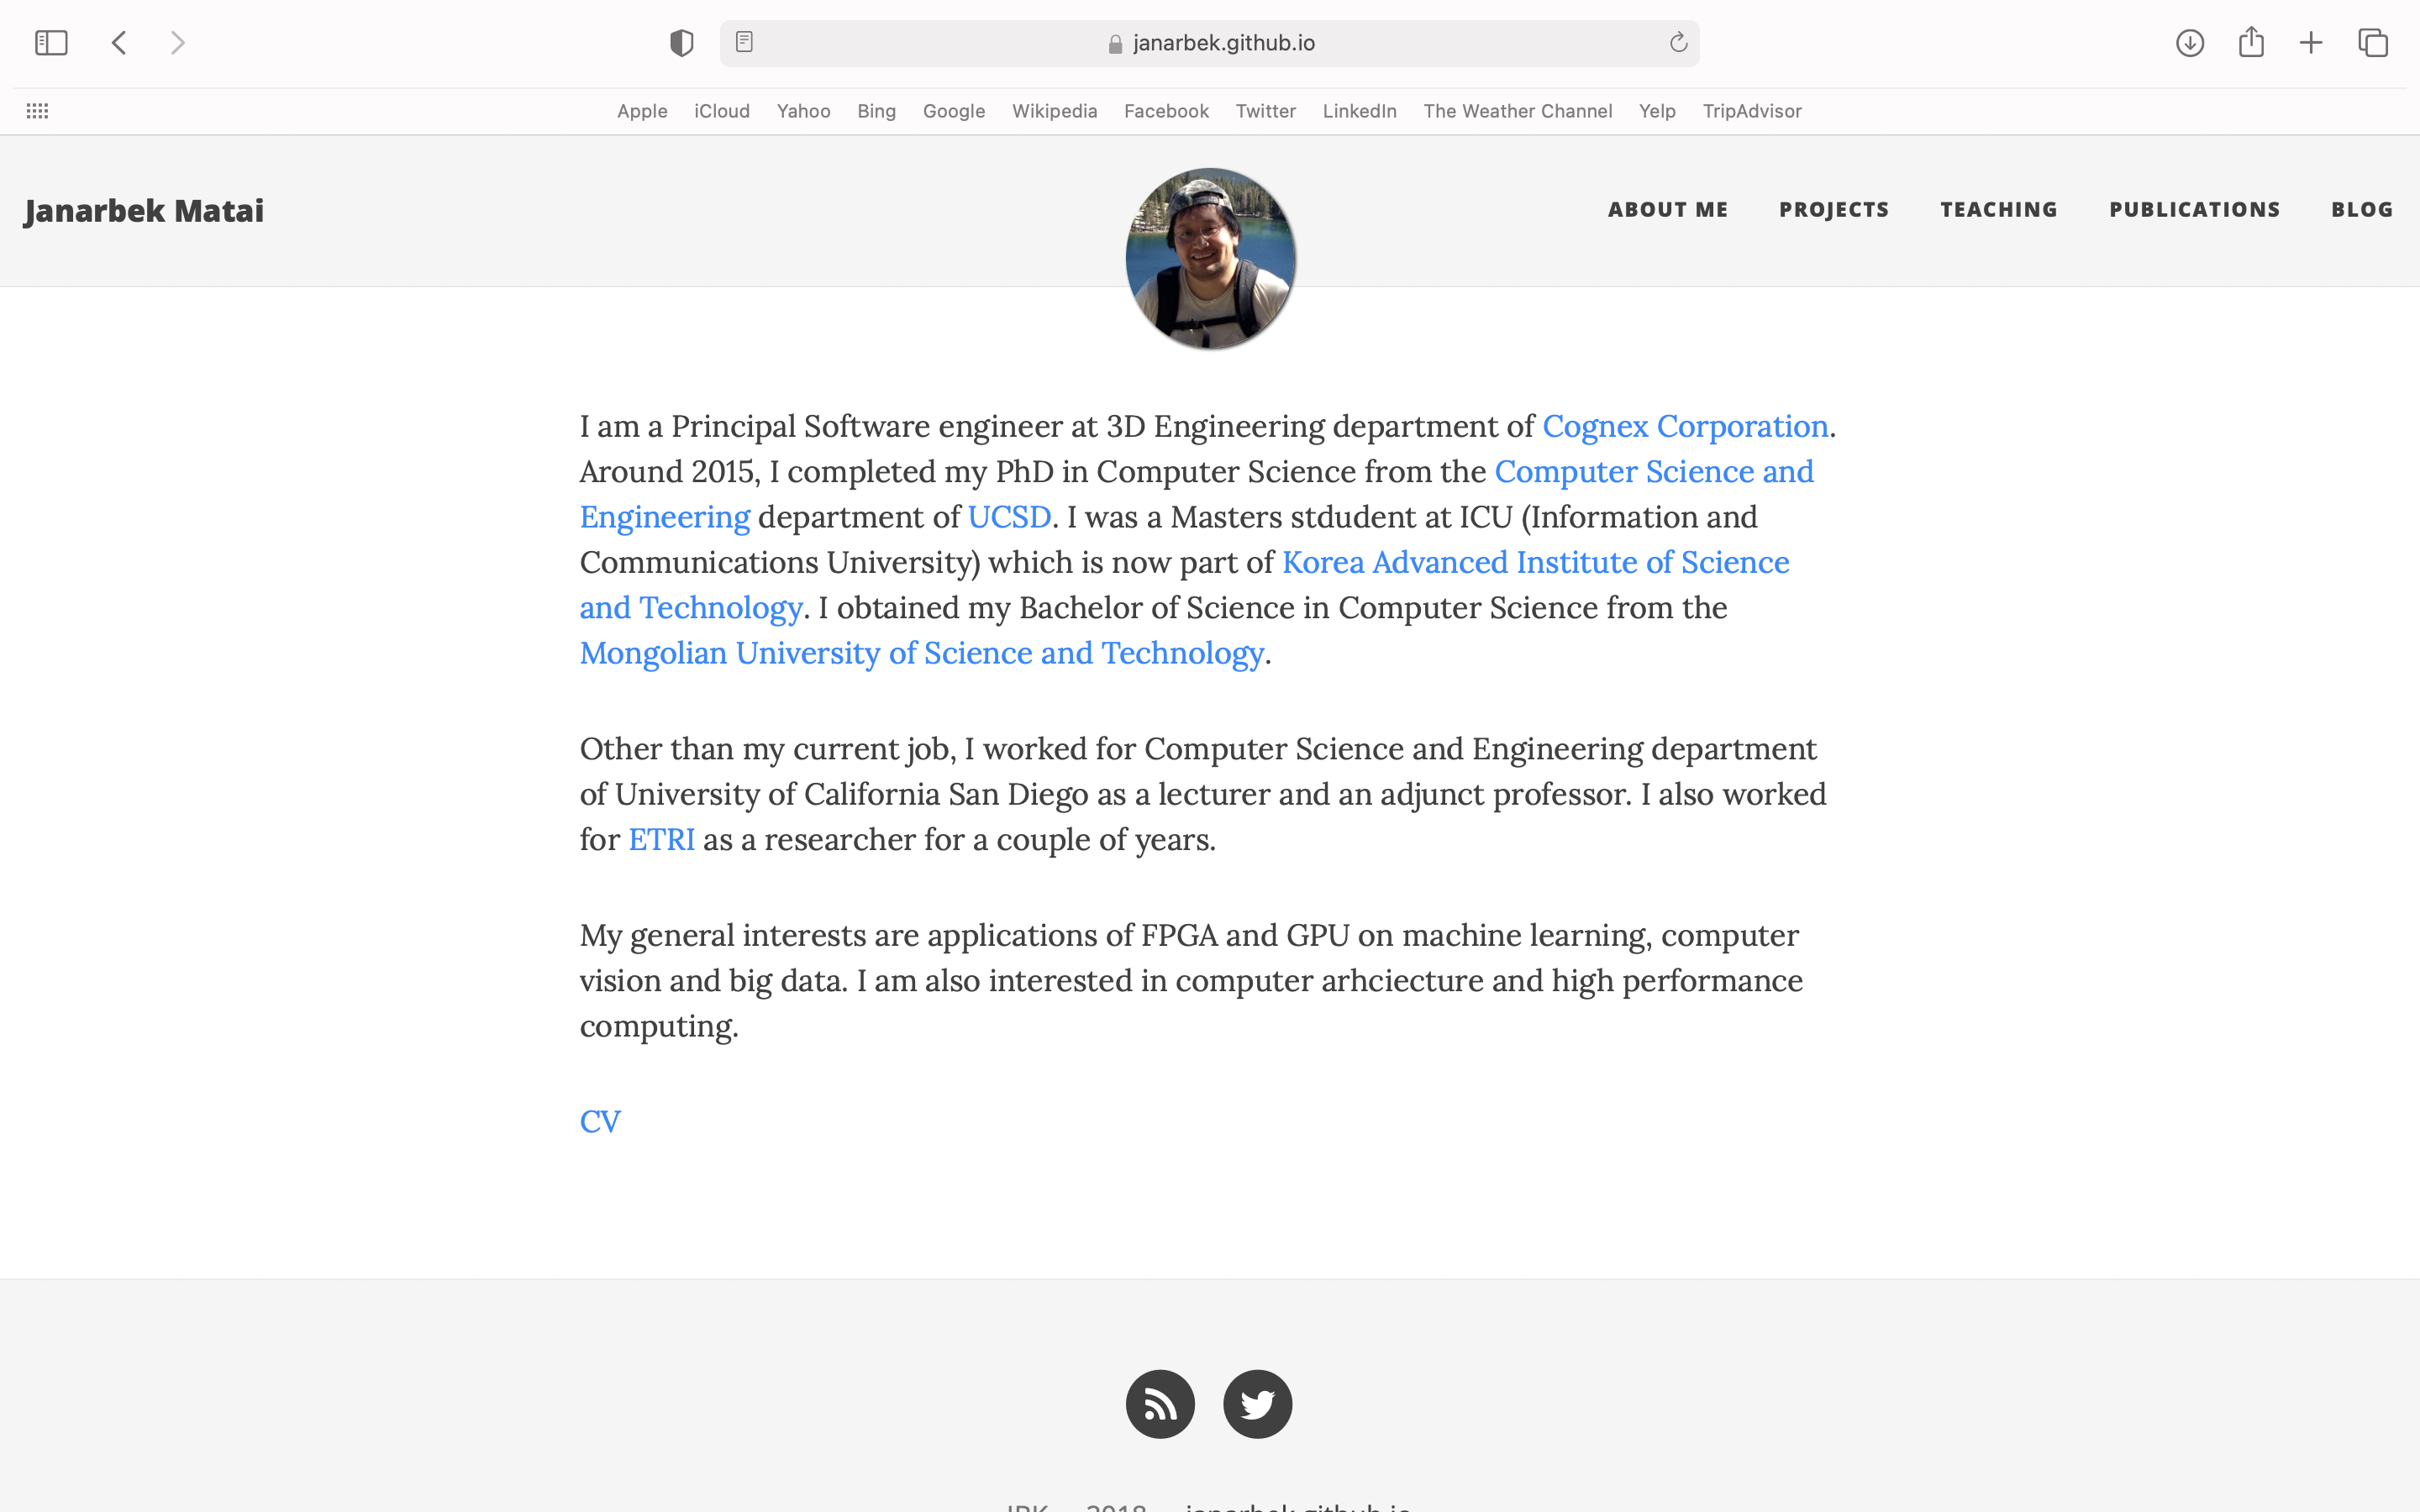 janarbek.github.io
Apple iCloud Yahoo Bing Google Wikipedia Facebook Twitter LinkedIn The Weather Channel Yelp TripAdvisor
Janarbek Matai
ABOUT ME PROJECTS TEACHING PUBLICATIONS BLOG
I am a Principal Software engineer at 3D Engineering department of Cognex Corporation.
Around 2015, I completed my PhD in Computer Science from the Computer Science and
Engineering department of UCSD. I was a Masters stdudent at ICU (Information and
Communications University) which is now part of Korea Advanced Institute of Science
and Technology. I obtained my Bachelor of Science in Computer Science from the
Mongolian University of Science and Technology.
Other than my current job, I worked for Computer Science and Engineering department
of University of California San Diego as a lecturer and an adjunct professor. I also worked
for ETRI as a researcher for a couple of years.
My general interests are applications of FPGA and GPU on machine learning, computer
vision and big data. I am also interested in computer arhciecture and high performance
computing.
CV
JBK 2018 janarbek.github.io